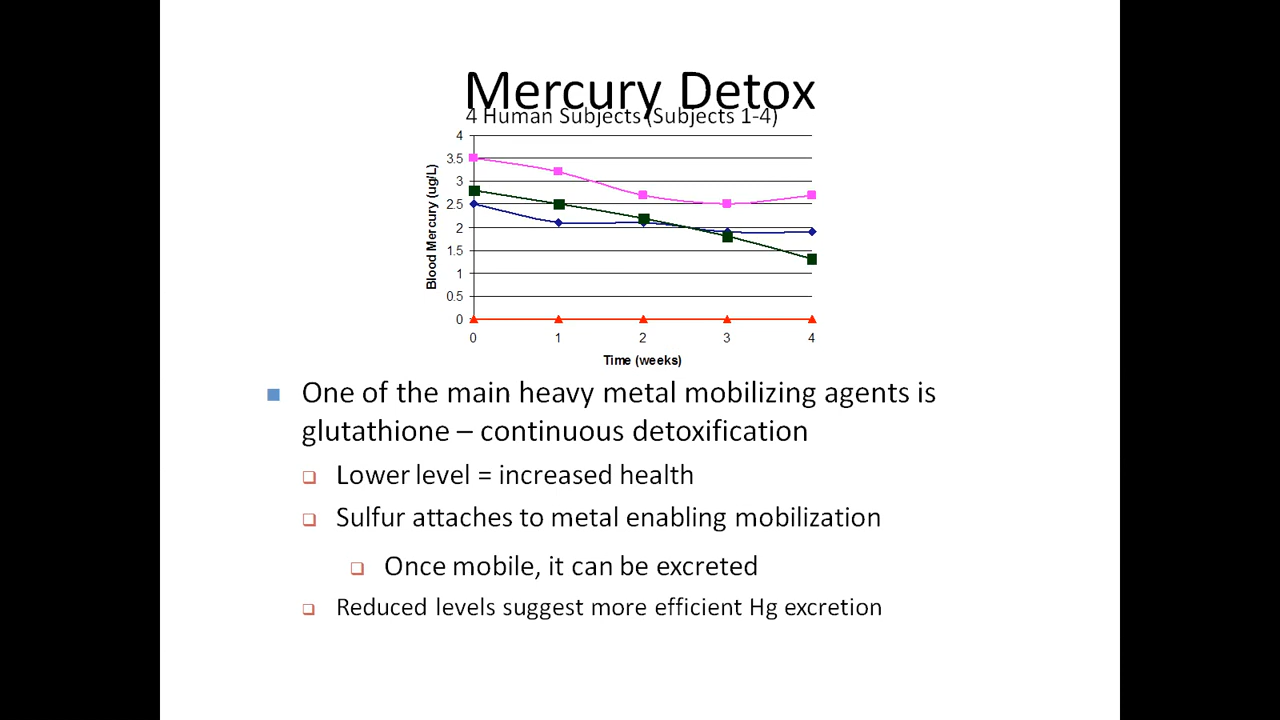 Mercury Detox
4 Human Subjects (Subjects 1-4)
4
3.5
3
2.5
2
1.5
1
0.5
0
Blood Mercury (ug/L)
0 1 2 3 4
Time (weeks)
One of the main heavy metal mobilizing agents is
glutathione – continuous detoxification
Lower level = increased health
Sulfur attaches to metal enabling mobilization
Once mobile, it can be excreted
Reduced levels suggest more efficient Hg excretion